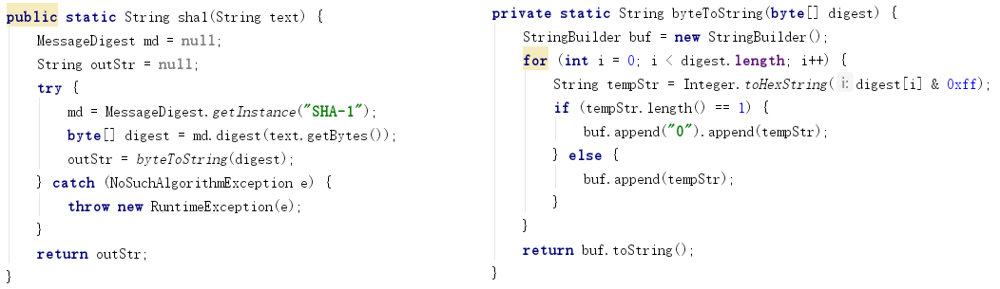 public static String sha1(String text) {
    MessageDigest md = null;
    String outStr = null;
    try {
        md = MessageDigest.getInstance("SHA-1");
        byte[] digest = md.digest(text.getBytes());
        outStr = byteToString(digest);
    } catch (NoSuchAlgorithmException e) {
        throw new RuntimeException(e);
    }
    return outStr;
}
private static String byteToString(byte[] digest) {
    StringBuilder buf = new StringBuilder();
    for (int i = 0; i < digest.length; i++) {
        String tempStr = Integer.toHexString( i: digest[i] & 0xff);
        if (tempStr.length() == 1) {
            buf.append("0").append(tempStr);
        } else {
            buf.append(tempStr);
        }
    }
    return buf.toString();
}